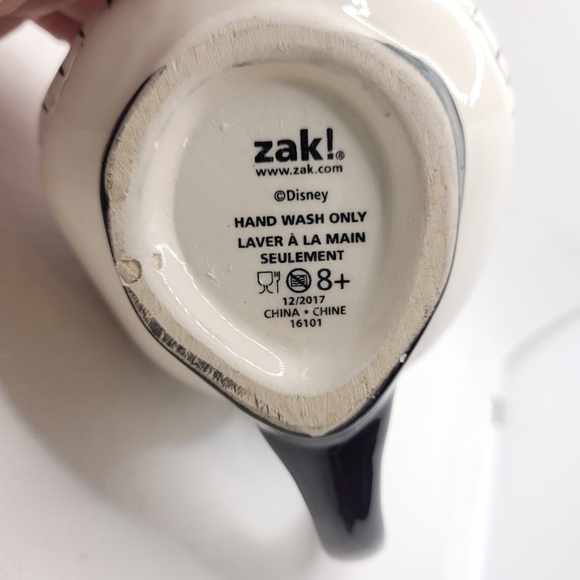 zak!®
www.zak.com
©Disney
HAND WASH ONLY
LAVER À LA MAIN
SEULEMENT
8+
12/2017
CHINA • CHINE
16101